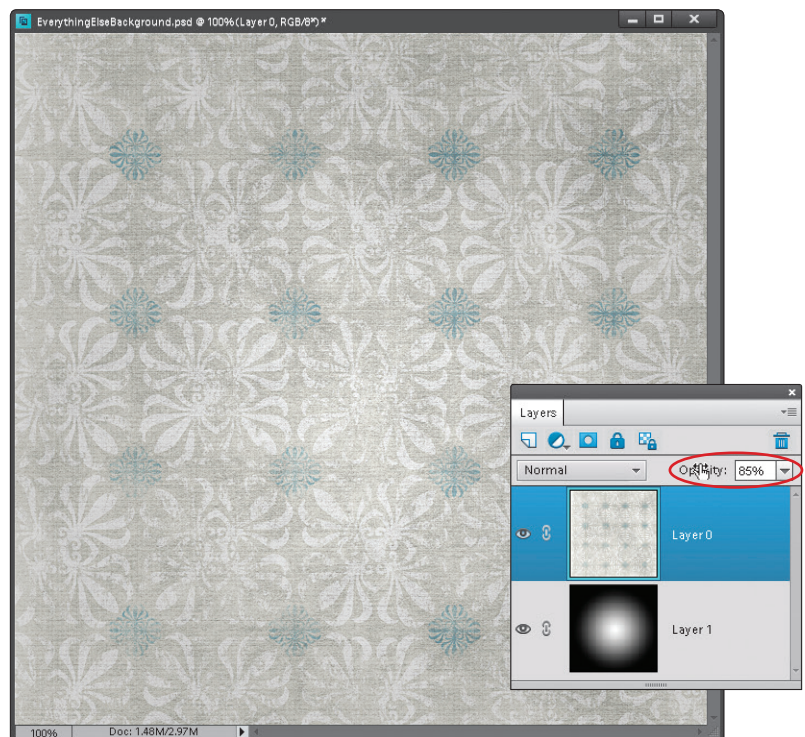 EverythingElseBackground.psd @ 100% (Layer 0, RGB/8*) *
Layers
Normal
Opacity: 85%
Layer 0
Layer 1
100% Doc: 1.48M/2.97M